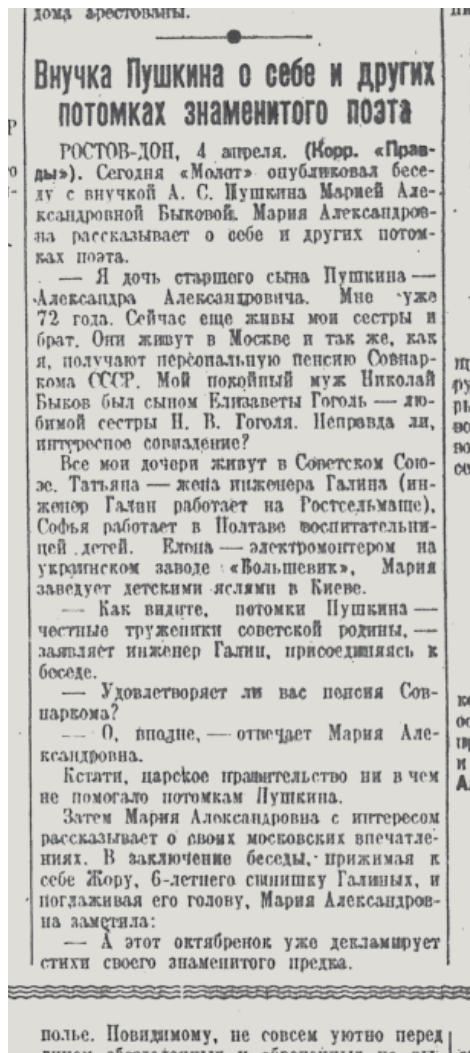 дома арестованы.
Внучка Пушкина о себе и других
потомках знаменитого поэта
РОСТОВ-ДОН, 4 апреля. (Корр. «Прав-
ды»). Сегодня «Молот» опубликовал бесе-
ду с внучкой А. С. Пушкина Марией Але-
ксандровной Быковой. Мария Александров-
на рассказывает о себе и других потом-
ках поэта.
— Я дочь старшего сына Пушкина —
Александра Александровича. Мне уже
72 года. Сейчас еще живы мои сестры и
брат. Они живут в Москве и так же, как
я, получают персональную пенсию Совнар-
кома СССР. Мой покойный муж Николай
Быков был сыном Елизаветы Гоголь — лю-
бимой сестры Н. В. Гоголя. Неправда ли,
интересное совпадение?
Все мои дочери живут в Советском Сою-
зе. Татьяна — жена инженера Галина (ин-
женер Галин работает на Ростсельмаше),
Софья работает в Полтаве воспитательни-
цей детей. Елена — электромонтером на
украинском заводе «Большевик», Мария
заведует детскими яслями в Киеве.
— Как видите, потомки Пушкина —
честные труженики советской родины, —
заявляет инженер Галин, присоединяясь к
беседе.
— Удовлетворяет ли вас пенсия Сов-
наркома?
— О, вполне, — отвечает Мария Але-
ксандровна.
Кстати, царское правительство ни в чем
не помогало потомкам Пушкина.
Затем Мария Александровна с интересом
рассказывает о своих московских впечатле-
ниях. В заключение беседы, прижимая к
себе Жору, 6-летнего сынишку Галиных, и
поглаживая его голову, Мария Александров-
на заметила:
— А этот октябренок уже декламирует
стихи своего знаменитого предка.
полье. Повидимому, не совсем уютно перед